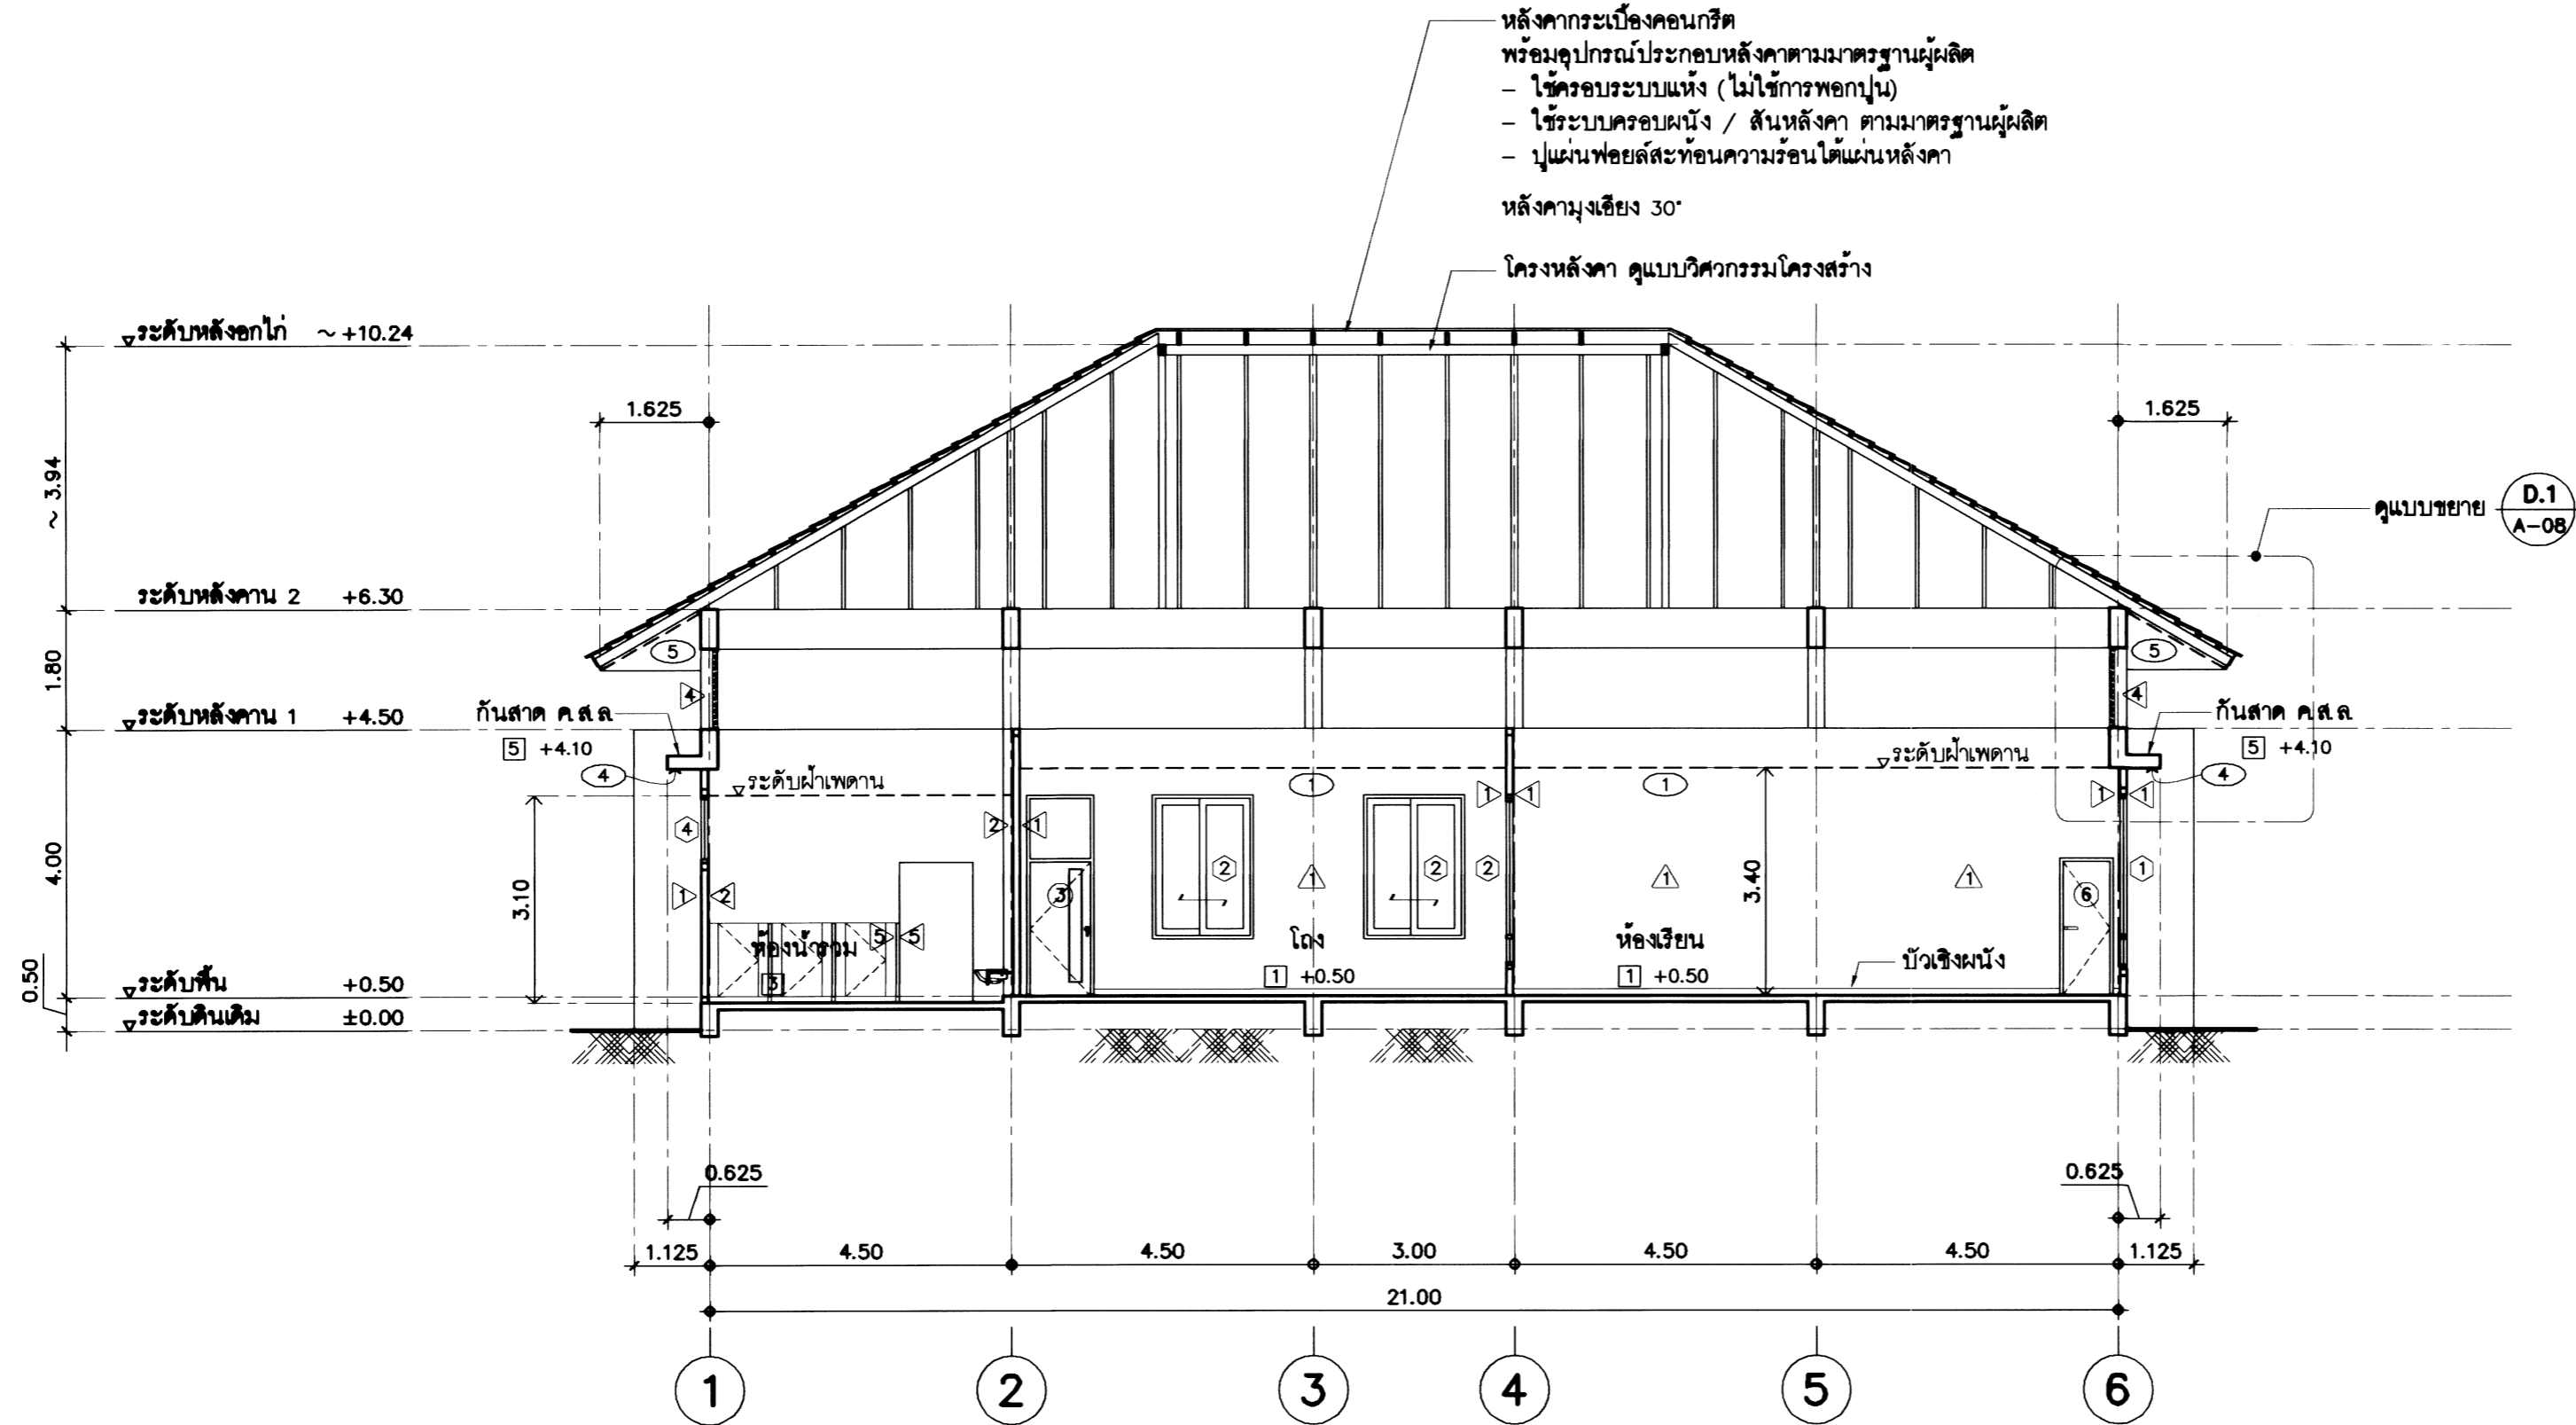 หลังคากระเบื้องคอนกรีต
พร้อมอุปกรณ์ประกอบหลังคาตามมาตรฐานผู้ผลิต
- ใช้ครอบระบบแห้ง (ไม่ใช้การพอกปูน)
- ใช้ระบบครอบผนัง / สันหลังคา ตามมาตรฐานผู้ผลิต
- ปูแผ่นฟอยล์สะท้อนความร้อนใต้แผ่นหลังคา
หลังคามุงเอียง 30°
โครงหลังคา ดูแบบวิศวกรรมโครงสร้าง
ระดับหลังอกไก่ ~+10.24
1.625
1.625
~ 3.94
ดูแบบขยาย
D.1
A-08
ระดับหลังคาน 2 +6.30
1.80
5
5
4
4
ระดับหลังคาน 1 +4.50
กันสาด ค.ส.ล.
5 +4.10
4
กันสาด ค.ส.ล.
5 +4.10
4
ระดับฝ้าเพดาน
ระดับฝ้าเพดาน
1
1
1
1
1
1
4
2
1
4.00
3.10
3.40
2
2
2
1
1
1
1
1
2
3
6
5
5
ห้องน้ำรวม
3
โถง
1 +0.50
ห้องเรียน
1 +0.50
บัวเชิงผนัง
0.50
ระดับพื้น +0.50
ระดับดินเดิม ±0.00
0.625
0.625
1.125 4.50 4.50 3.00 4.50 4.50 1.125
21.00
1 2 3 4 5 6